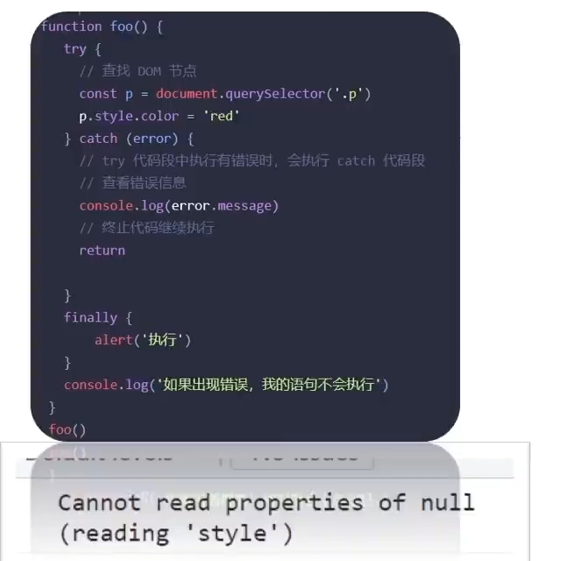 function foo() {
try {
// 查找 DOM 节点
const p = document.querySelector('.p')
p.style.color = 'red'
} catch (error) {
// try 代码段中执行有错误时，会执行 catch 代码段
// 查看错误信息
console.log(error.message)
// 终止代码继续执行
return
}
finally {
alert('执行')
}
console.log('如果出现错误，我的语句不会执行')
}
foo()
Cannot read properties of null
(reading 'style')